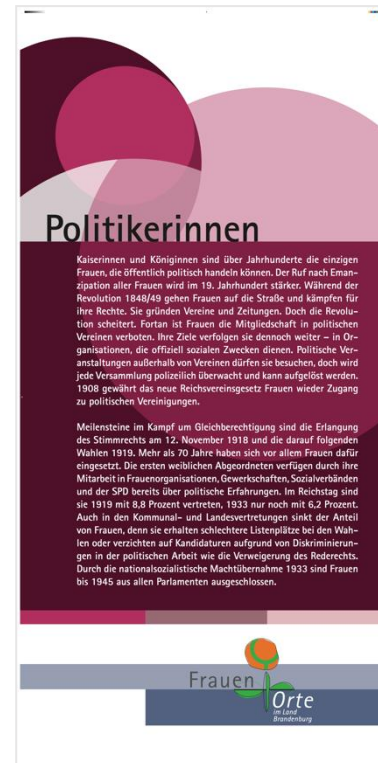 Politikerinnen
Kaiserinnen und Königinnen sind über Jahrhunderte die einzigen
Frauen, die öffentlich politisch handeln können. Der Ruf nach Eman-
zipation aller Frauen wird im 19. Jahrhundert stärker. Während der
Revolution 1848/49 gehen Frauen auf die Straße und kämpfen für
ihre Rechte. Sie gründen Vereine und Zeitungen. Doch die Revolu-
tion scheitert. Fortan ist Frauen die Mitgliedschaft in politischen
Vereinen verboten. Ihre Ziele verfolgen sie dennoch weiter – in Or-
ganisationen, die offiziell sozialen Zwecken dienen. Politische Ver-
anstaltungen außerhalb von Vereinen dürfen sie besuchen, doch wird
jede Versammlung polizeilich überwacht und kann aufgelöst werden.
1908 gewährt das neue Reichsvereinsgesetz Frauen wieder Zugang
zu politischen Vereinigungen.
Meilensteine im Kampf um Gleichberechtigung sind die Erlangung
des Stimmrechts am 12. November 1918 und die darauf folgenden
Wahlen 1919. Mehr als 70 Jahre haben sich vor allem Frauen dafür
eingesetzt. Die ersten weiblichen Abgeordneten verfügen durch ihre
Mitarbeit in Frauenorganisationen, Gewerkschaften, Sozialverbänden
und der SPD bereits über politische Erfahrungen. Im Reichstag sind
sie 1919 mit 8,8 Prozent vertreten, 1933 nur noch mit 6,2 Prozent.
Auch in den Kommunal- und Landesvertretungen sinkt der Anteil
von Frauen, denn sie erhalten schlechtere Listenplätze bei den Wah-
len oder verzichten auf Kandidaturen aufgrund von Diskriminierun-
gen in der politischen Arbeit wie die Verweigerung des Rederechts.
Durch die nationalsozialistische Machtübernahme 1933 sind Frauen
bis 1945 aus allen Parlamenten ausgeschlossen.
Frauen
Orte
im Land
Brandenburg